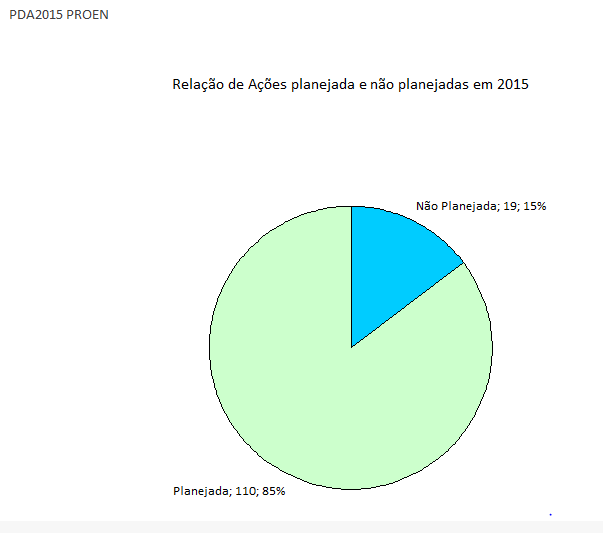 PDA2015 PROEN
Relação de Ações planejada e não planejadas em 2015
Não Planejada; 19; 15%
Planejada; 110; 85%